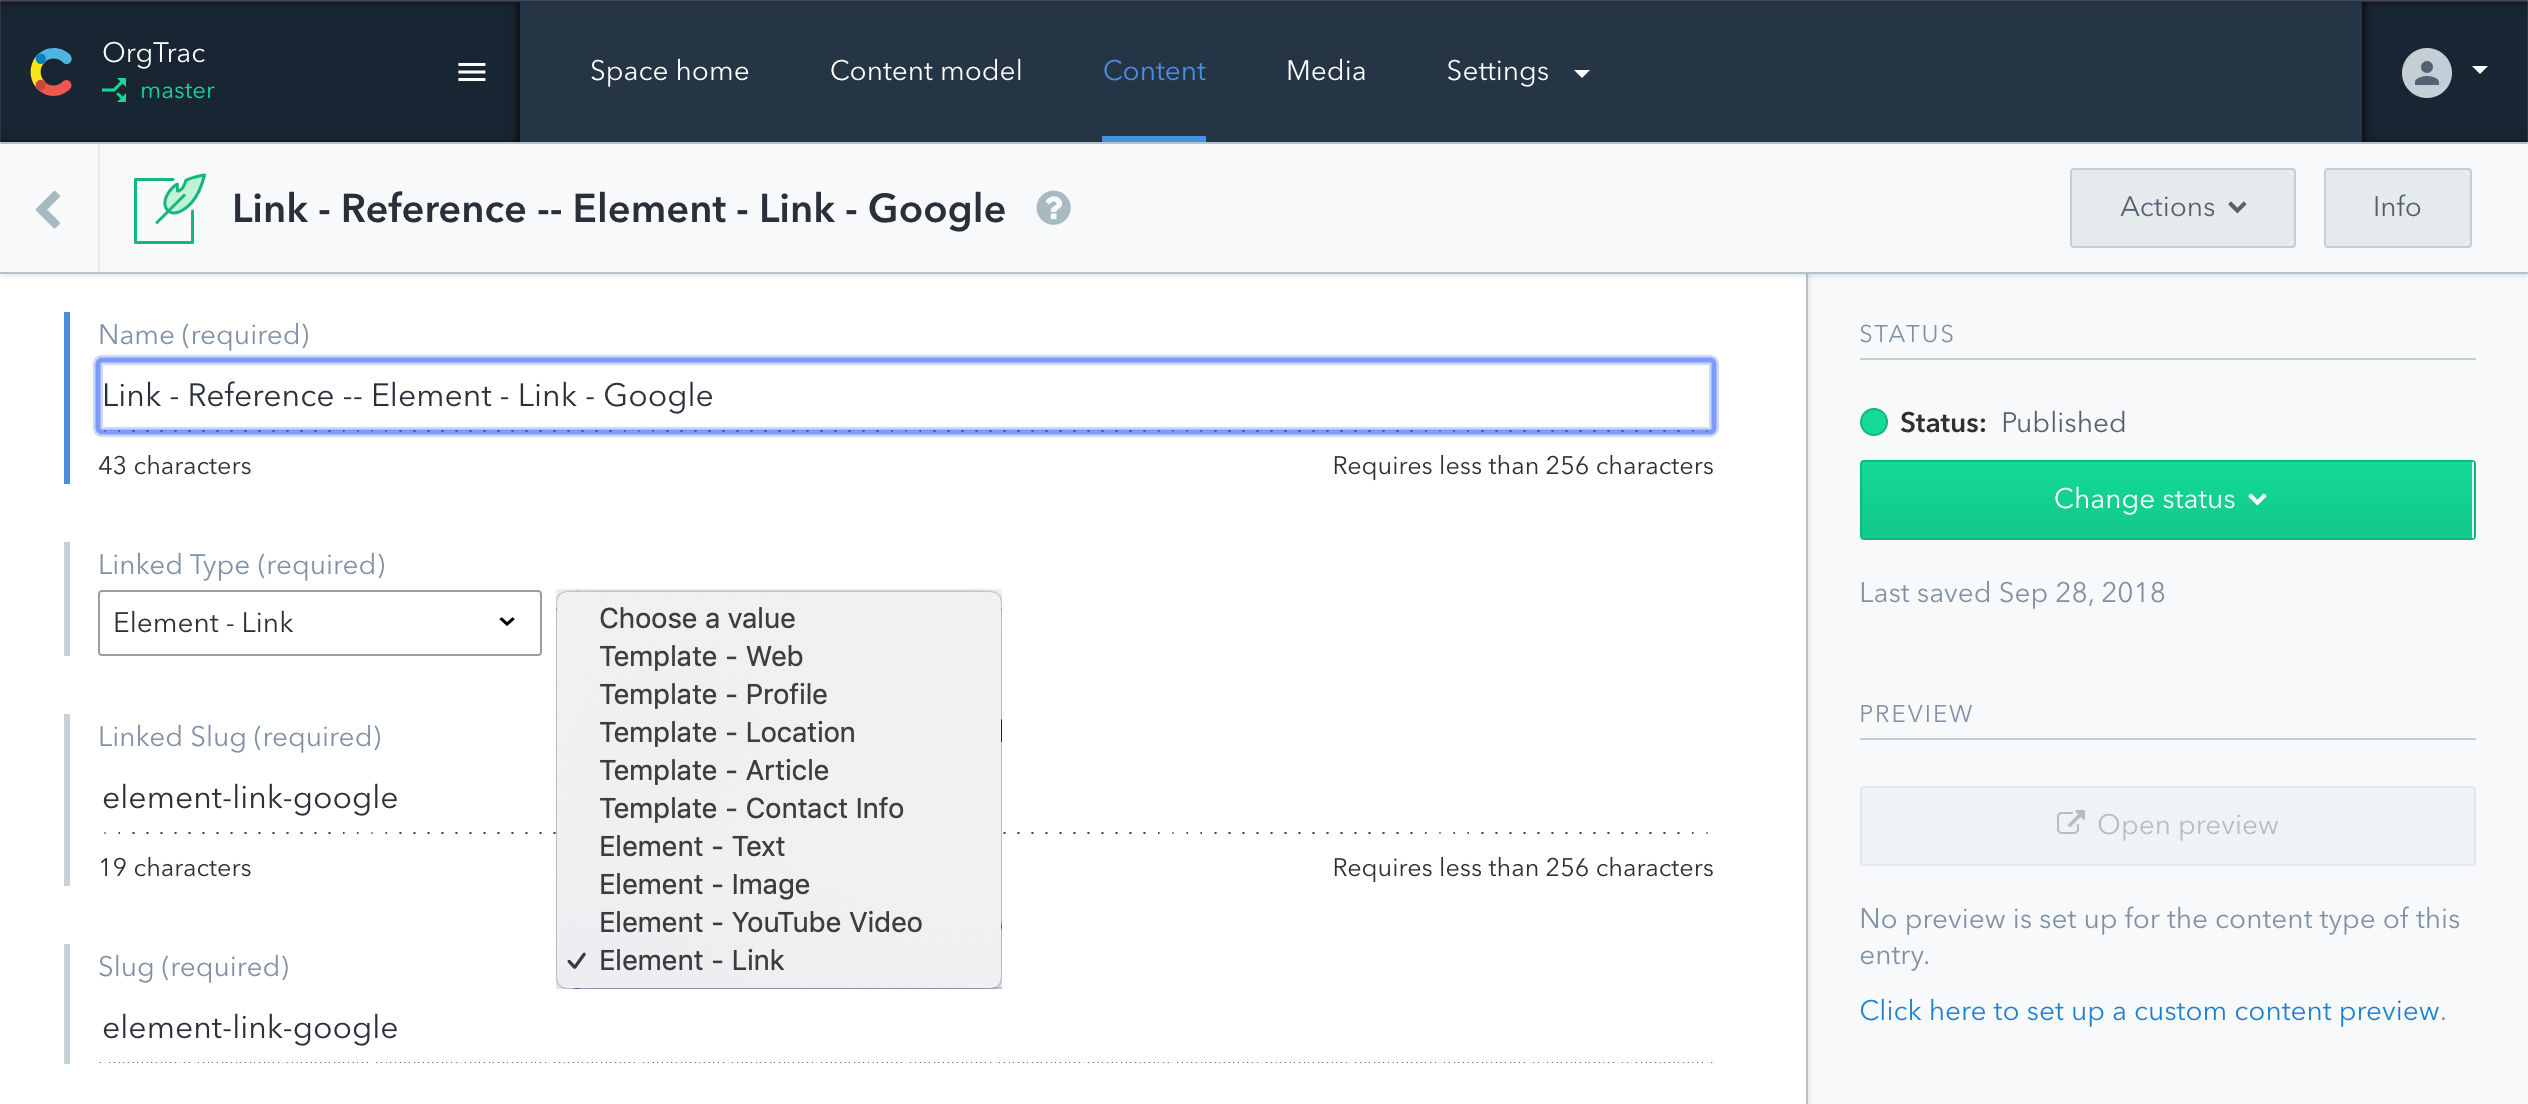 OrgTrac
master
Space home
Content model
Content
Media
Settings
Link - Reference -- Element - Link - Google
?
Actions
Info
Name (required)
Link - Reference -- Element - Link - Google
43 characters
Requires less than 256 characters
Linked Type (required)
Element - Link
Choose a value
Template - Web
Template - Profile
Template - Location
Template - Article
Template - Contact Info
Element - Text
Element - Image
Element - YouTube Video
✓ Element - Link
Linked Slug (required)
element-link-google
19 characters
Requires less than 256 characters
Slug (required)
element-link-google
STATUS
Status: Published
Change status
Last saved Sep 28, 2018
PREVIEW
Open preview
No preview is set up for the content type of this
entry.
Click here to set up a custom content preview.